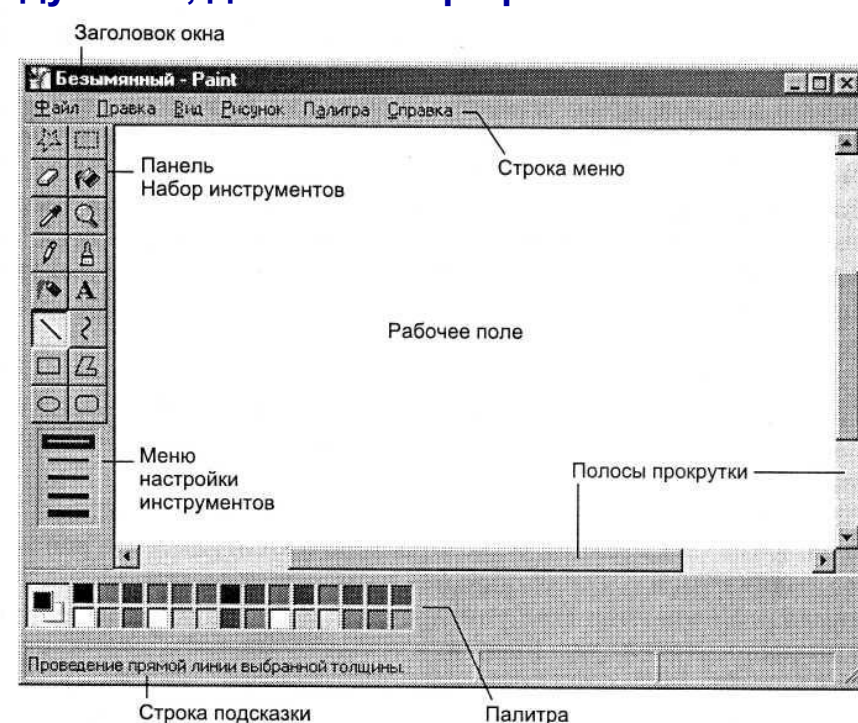 Заголовок окна
Безымянный - Paint
Файл Правка Вид Рисунок Палитра Справка
Панель
Набор инструментов
Строка меню
A
Рабочее поле
Меню
настройки
инструментов
Полосы прокрутки
Проведение прямой линии выбранной толщины.
Строка подсказки
Палитра